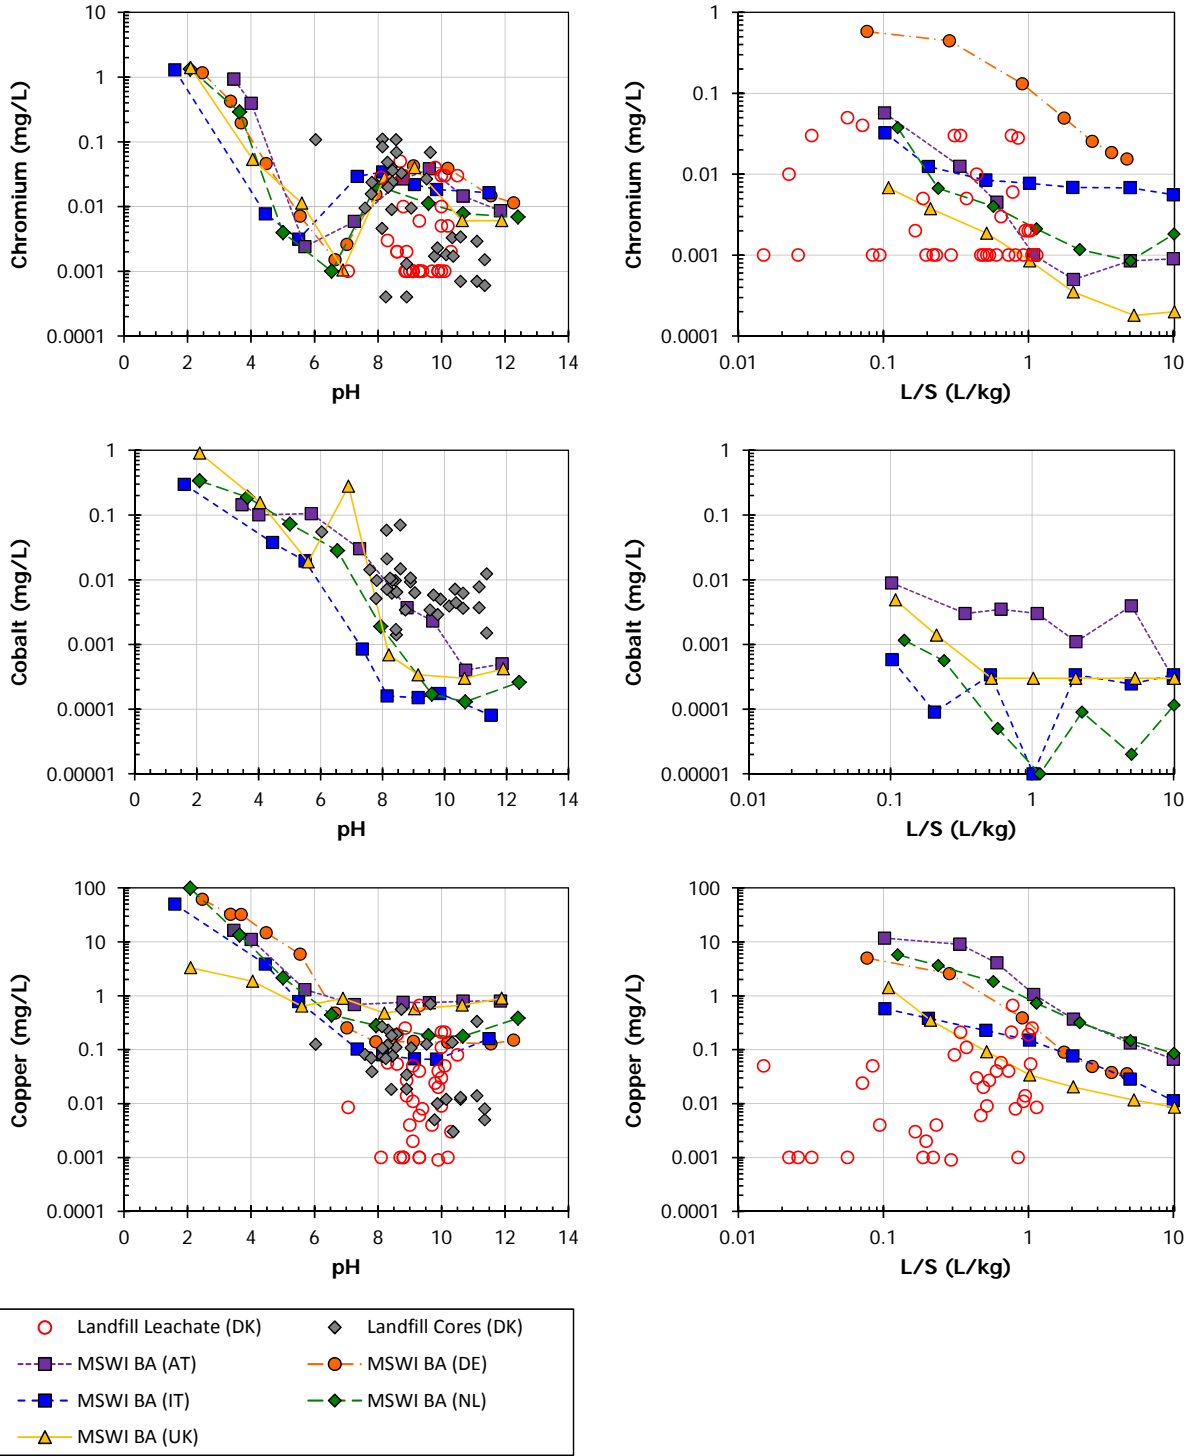 10
1
0.1
0.01
0.001
0.0001
Chromium (mg/L)
0 2 4 6 8 10 12 14
pH
1
0.1
0.01
0.001
0.0001
Chromium (mg/L)
0.01 0.1 1 10
L/S (L/kg)
1
0.1
0.01
0.001
0.0001
0.00001
Cobalt (mg/L)
0 2 4 6 8 10 12 14
pH
1
0.1
0.01
0.001
0.0001
0.00001
Cobalt (mg/L)
0.01 0.1 1 10
L/S (L/kg)
100
10
1
0.1
0.01
0.001
0.0001
Copper (mg/L)
0 2 4 6 8 10 12 14
pH
100
10
1
0.1
0.01
0.001
0.0001
Copper (mg/L)
0.01 0.1 1 10
L/S (L/kg)
Landfill Leachate (DK) Landfill Cores (DK)
MSWI BA (AT) MSWI BA (DE)
MSWI BA (IT) MSWI BA (NL)
MSWI BA (UK)